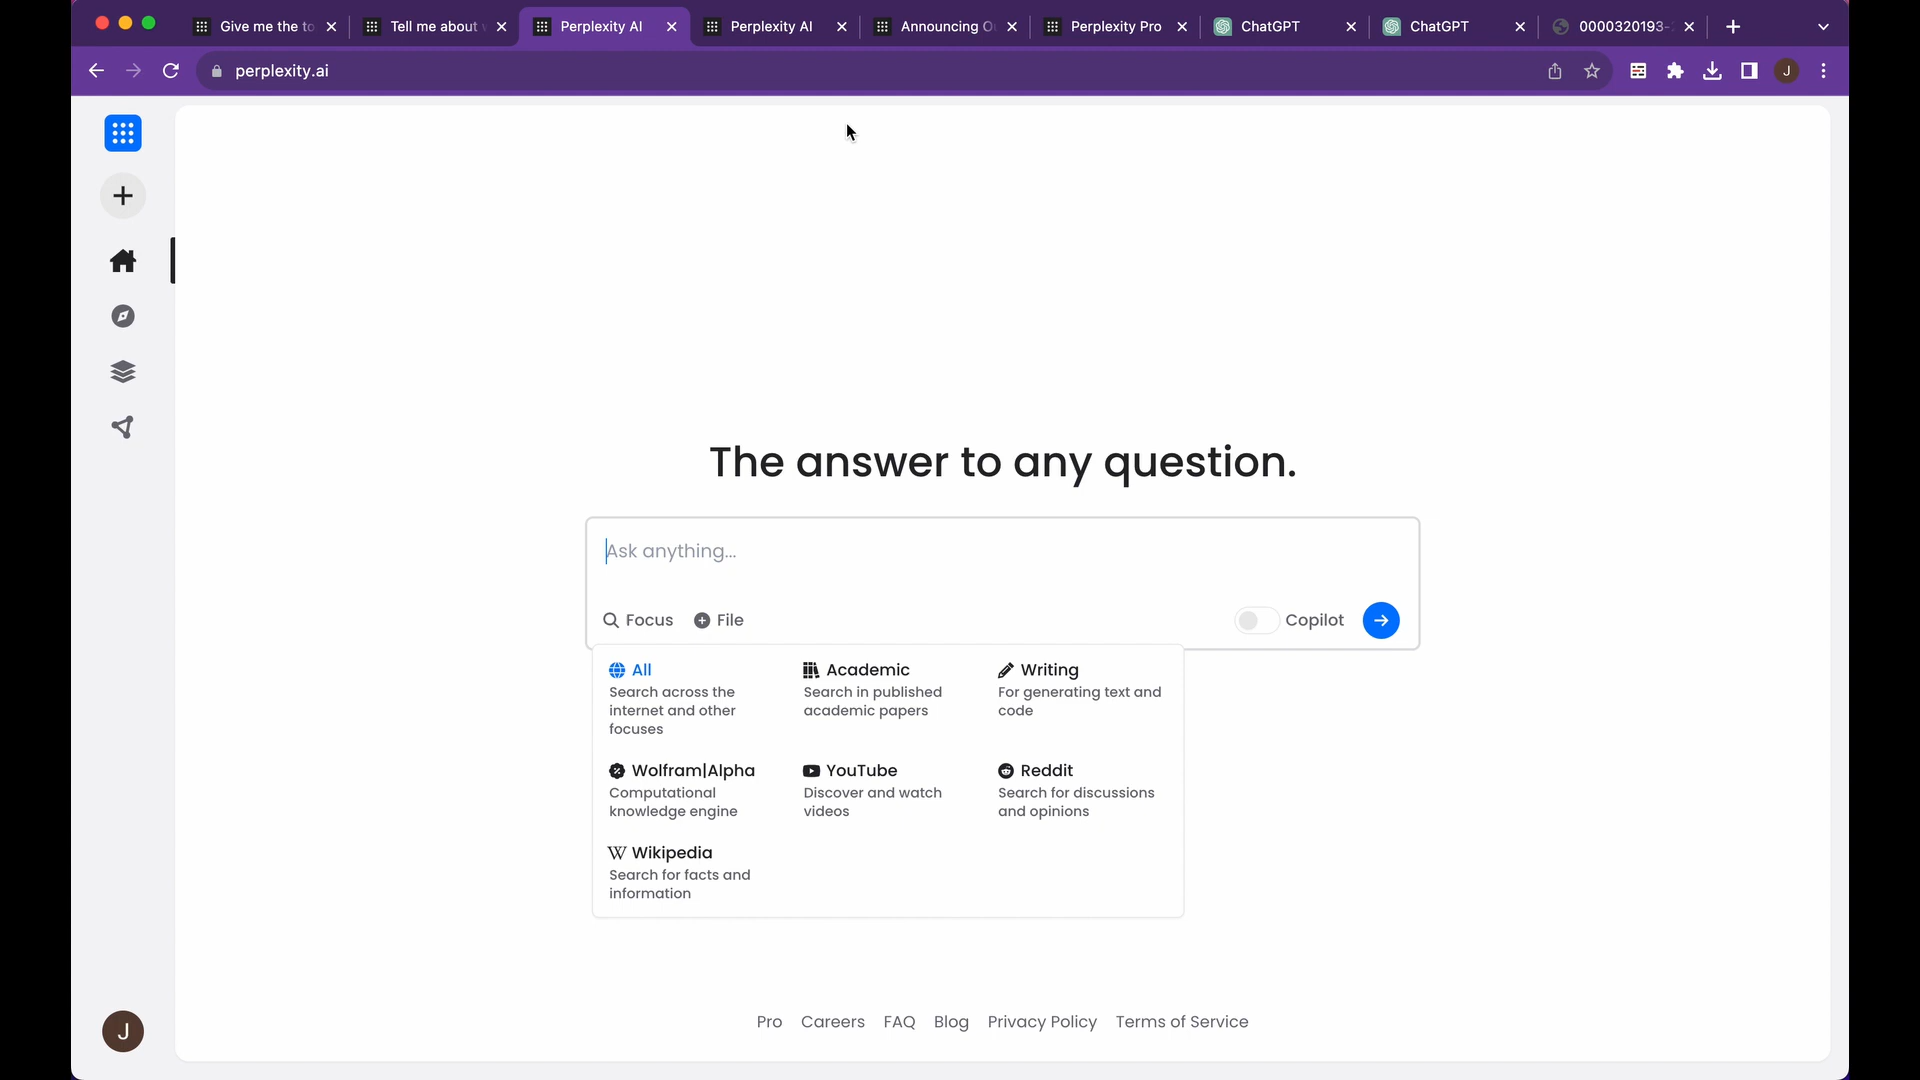 Give me the to
Tell me about
Perplexity AI
Perplexity AI
Announcing O
Perplexity Pro
ChatGPT
ChatGPT
0000320193-
perplexity.ai
J
The answer to any question.
Ask anything...
Focus
File
Copilot
All
Search across the
internet and other
focuses
Academic
Search in published
academic papers
Writing
For generating text and
code
Wolfram|Alpha
Computational
knowledge engine
YouTube
Discover and watch
videos
Reddit
Search for discussions
and opinions
W Wikipedia
Search for facts and
information
Pro Careers FAQ Blog Privacy Policy Terms of Service
J